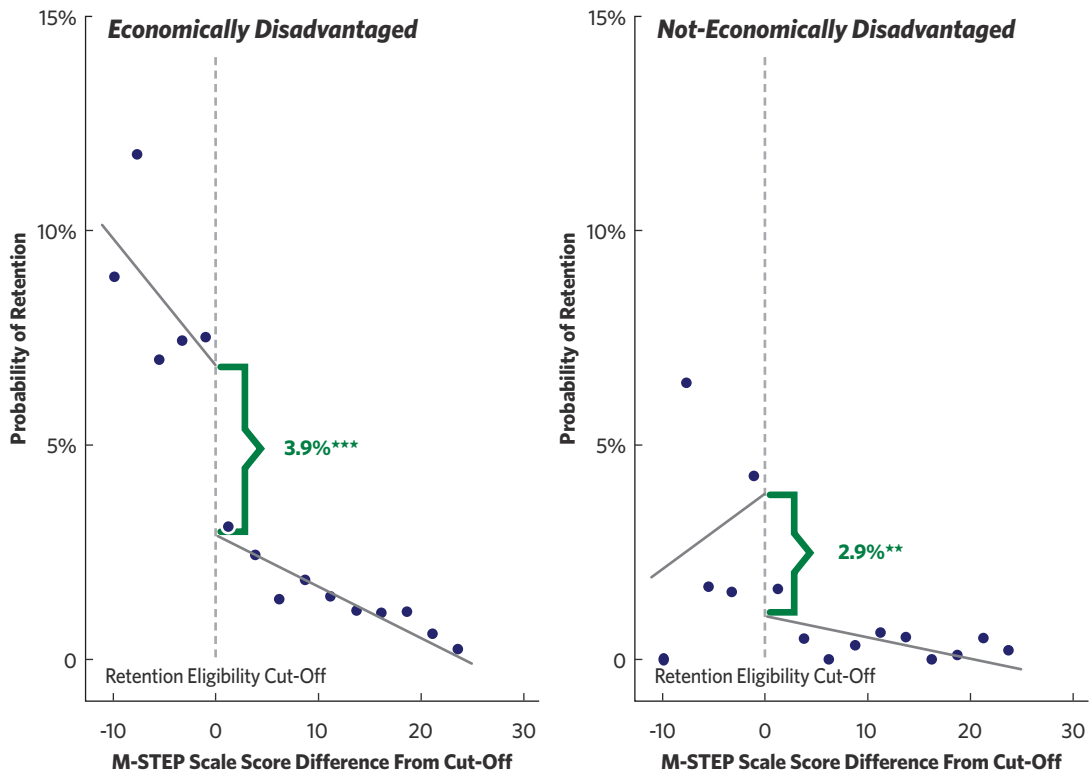 Economically Disadvantaged
15%
10%
5%
0
Probability of Retention
3.9%***
Retention Eligibility Cut-Off
-10 0 10 20 30
M-STEP Scale Score Difference From Cut-Off
Not-Economically Disadvantaged
15%
10%
5%
0
Probability of Retention
2.9%**
Retention Eligibility Cut-Off
-10 0 10 20 30
M-STEP Scale Score Difference From Cut-Off